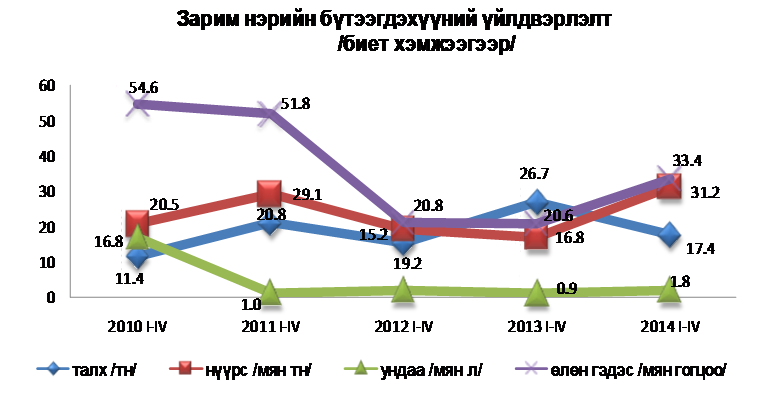 Зарим нэрийн бүтээгдэхүүний үйлдвэрлэлт
/биет хэмжээгээр/
60
50
40
30
20
10
0
54.6
51.8
20.8
20.6
33.4
20.5
29.1
19.2
16.8
31.2
11.4
20.8
15.2
26.7
17.4
16.8
1.0
0.9
1.8
2010 I-IV
2011 I-IV
2012 I-IV
2013 I-IV
2014 I-IV
талх /тн/
нүүрс /мян тн/
ундаа /мян л/
өлөн гэдэс /мян гогцоо/